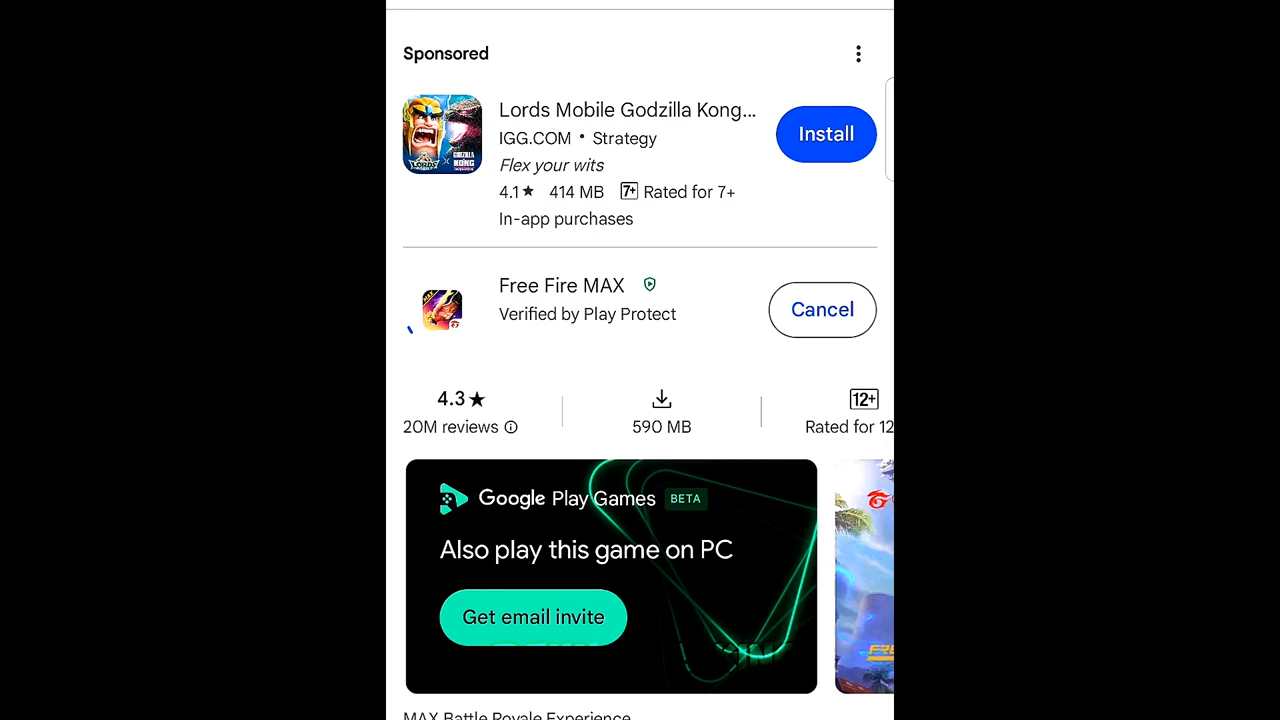 Sponsored
Lords Mobile Godzilla Kong...
IGG.COM • Strategy
Install
Flex your wits
4.1★ 414 MB 7+ Rated for 7+
In-app purchases
Free Fire MAX
Verified by Play Protect
Cancel
4.3★
20M reviews
590 MB
12+
Rated for 12
Google Play Games BETA
Also play this game on PC
Get email invite
MAX Battle Royale Experience